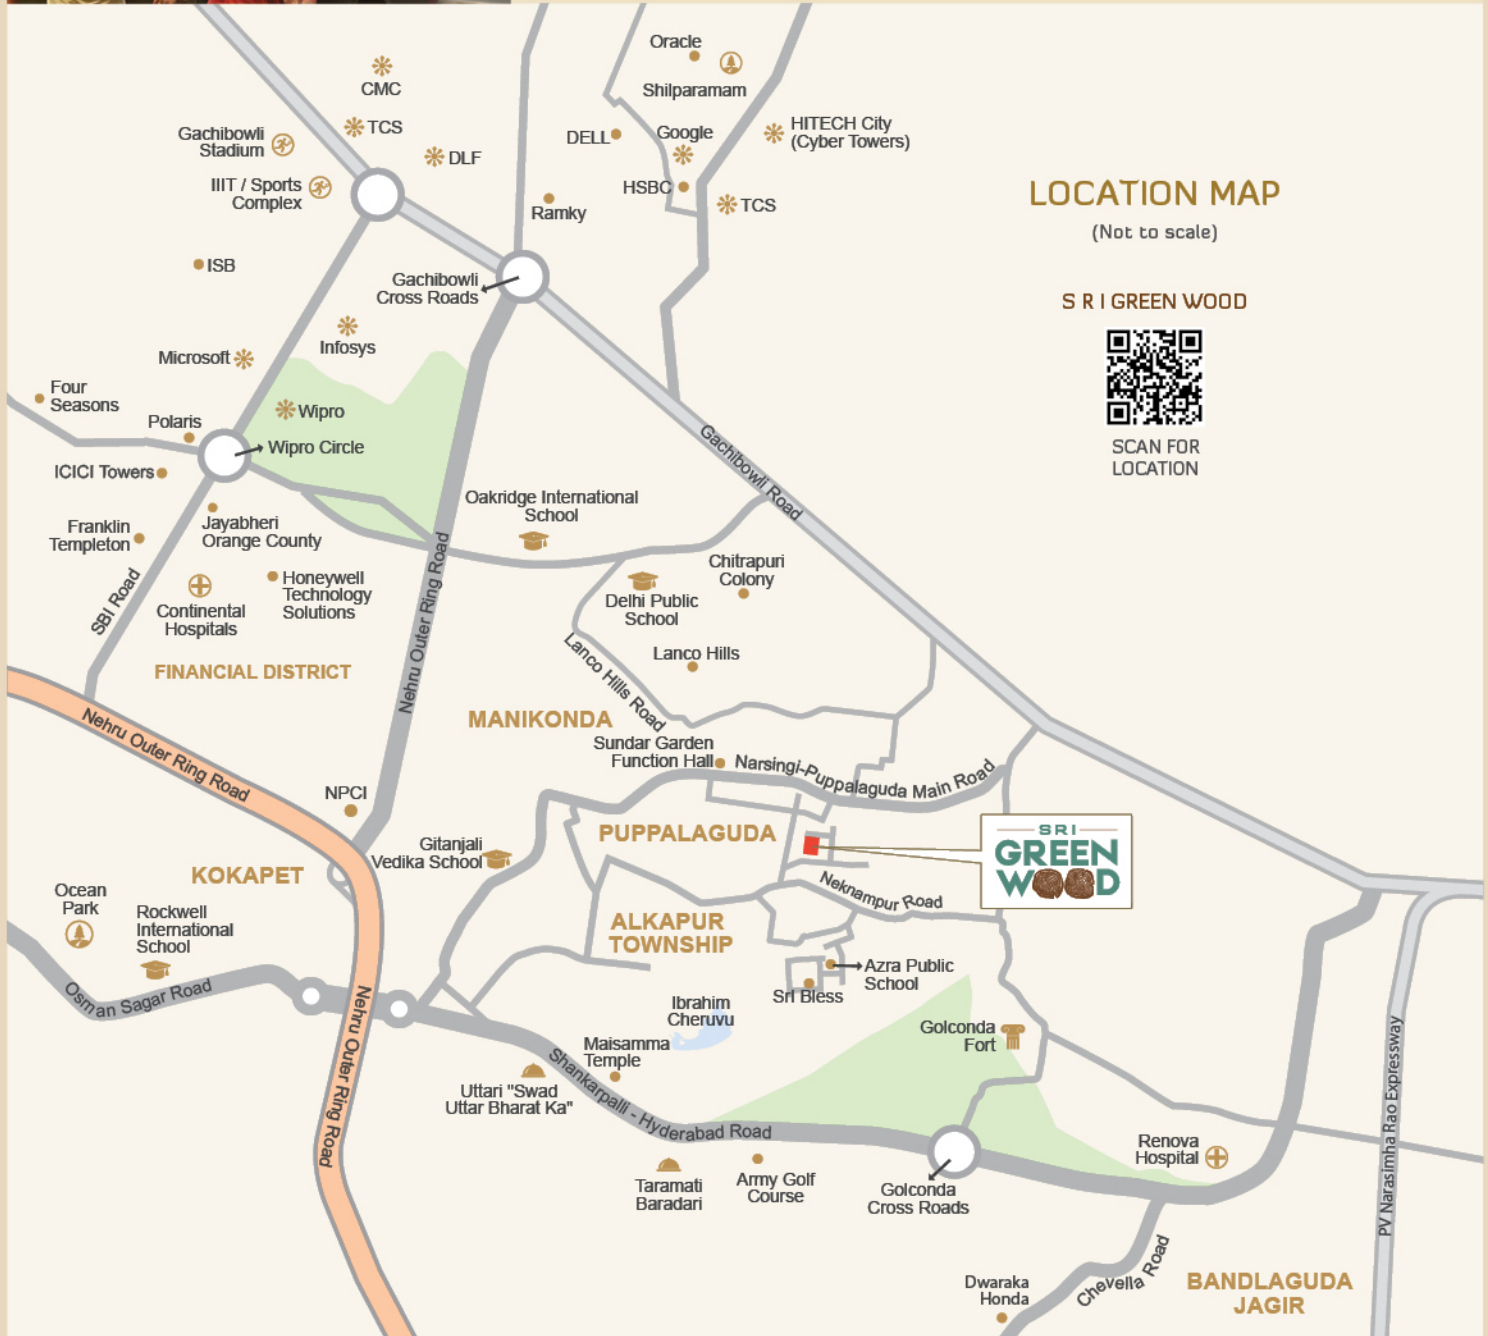 Oracle
Shilparamam
CMC
TCS
DLF
Gachibowli
Stadium
IIIT / Sports
Complex
DELL
Google
HITECH City
(Cyber Towers)
HSBC
TCS
Ramky
ISB
Gachibowli
Cross Roads
LOCATION MAP
(Not to scale)
S R I GREEN WOOD
SCAN FOR
LOCATION
Infosys
Microsoft
Four
Seasons
Wipro
Polaris
Wipro Circle
ICICI Towers
Gachibowli Road
Oakridge International
School
Franklin
Templeton
Jayabheri
Orange County
Nehru Outer Ring Road
Chitrapuri
Colony
SBI Road
Honeywell
Technology
Solutions
Continental
Hospitals
Delhi Public
School
Lanco Hills
Lanco Hills Road
FINANCIAL DISTRICT
MANIKONDA
Nehru Outer Ring Road
Sundar Garden
Function Hall
Narsingi-Puppalaguda Main Road
NPCI
PUPPALAGUDA
SRI
GREEN
WOOD
Gitanjali
Vedika School
KOKAPET
Neknampur Road
Ocean
Park
Rockwell
International
School
ALKAPUR
TOWNSHIP
Azra Public
School
Sri Bless
Osman Sagar Road
Nehru Outer Ring Road
Ibrahim
Cheruvu
Golconda
Fort
Maisamma
Temple
Uttari "Swad
Uttar Bharat Ka"
Shankarpalli - Hyderabad Road
PV Narasimha Rao Expressway
Renova
Hospital
Taramati
Baradari
Army Golf
Course
Golconda
Cross Roads
Chevella Road
Dwaraka
Honda
BANDLAGUDA
JAGIR